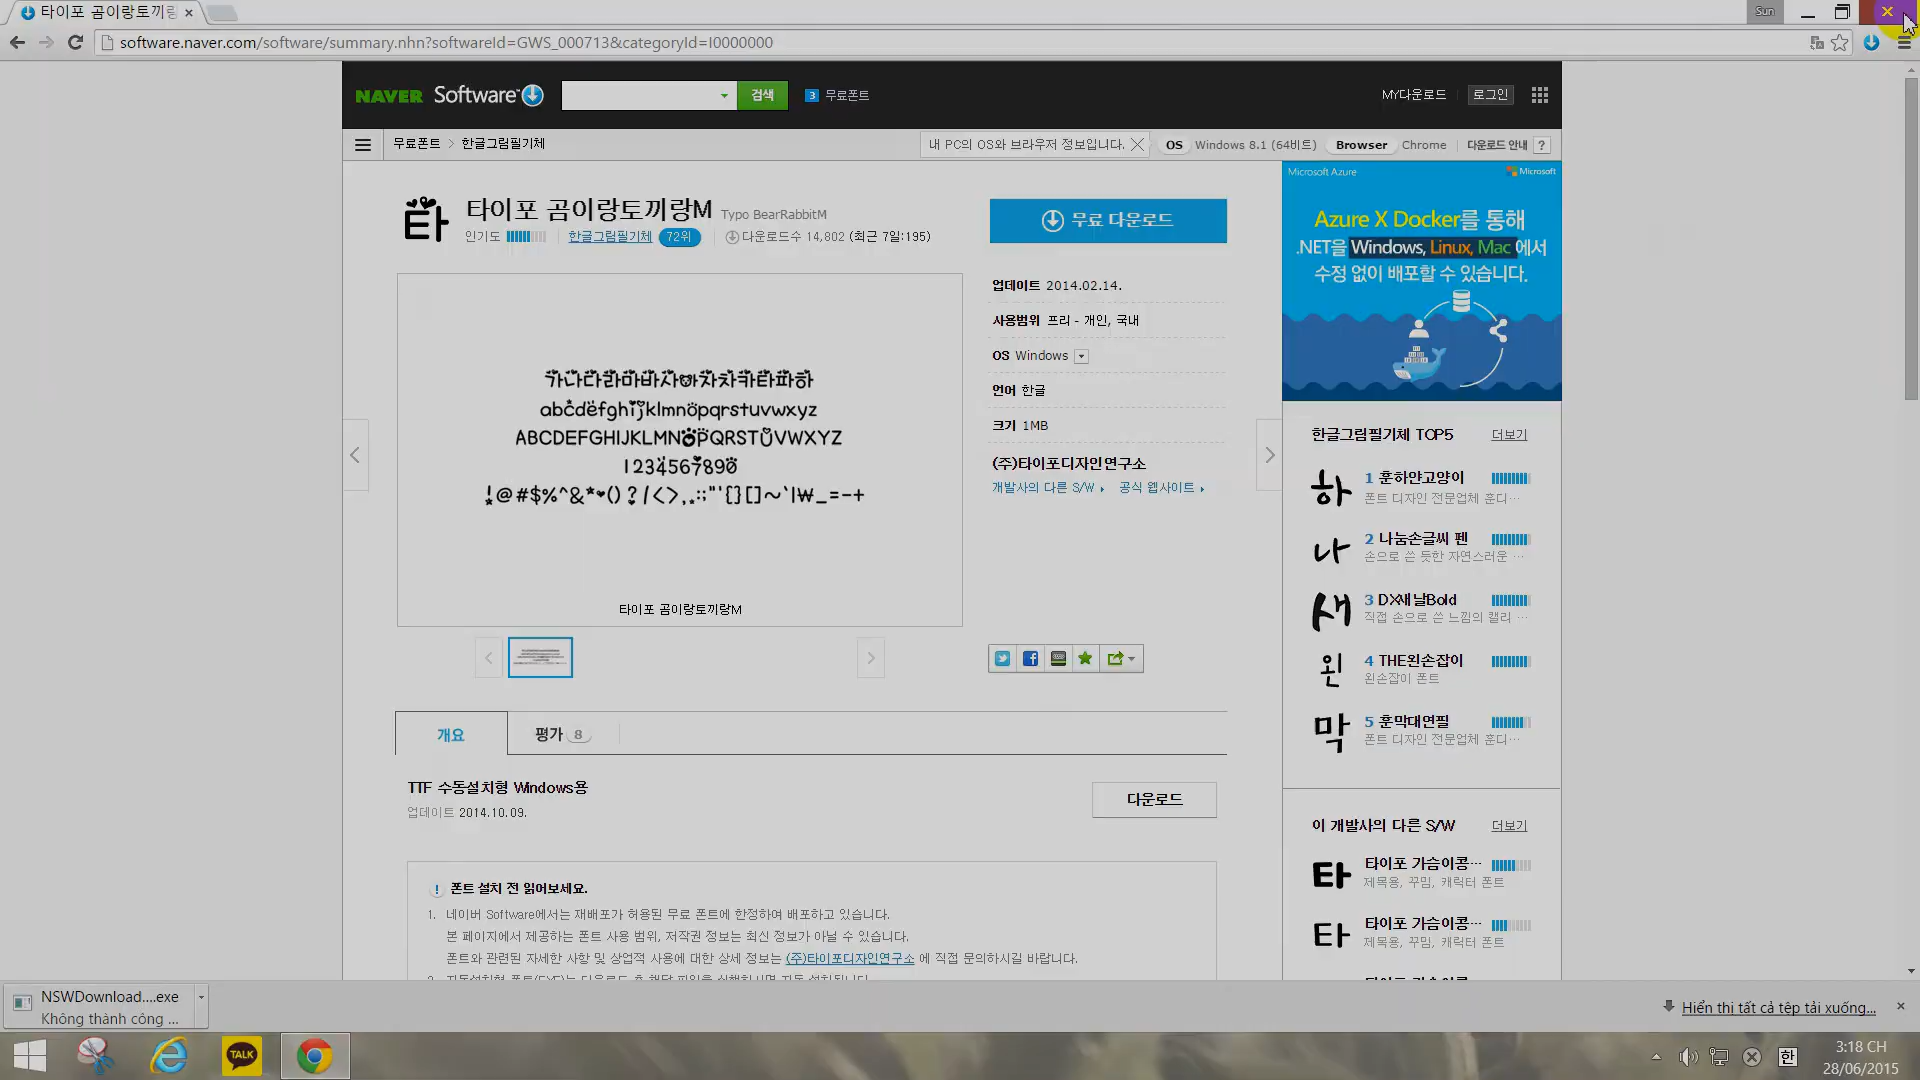 타이포 곰이랑토끼랑
Sun
software.naver.com/software/summary.nhn?softwareId=GWS_000713&categoryId=I0000000
NAVER Software
검색
3 무료폰트
MY다운로드
로그인
무료폰트 > 한글그림필기체
내 PC의 OS와 브라우저 정보입니다.
OS Windows 8.1 (64비트)
Browser Chrome
다운로드 안내 ?
타
타이포 곰이랑토끼랑M Typo BearRabbitM
인기도
한글그림필기체 72위
다운로드수 14,802 (최근 7일:195)
무료 다운로드
가나다라마바사아자차카타파하
abcdefghijklmnopqrstuvwxyz
ABCDEFGHIJKLMNOPQRSTUVWXYZ
1234567890
!@#$%^&*♥()?/<>,.:;"'{}[]~`|₩_=-+
타이포 곰이랑토끼랑M
업데이트 2014.02.14.
사용범위 프리 - 개인, 국내
OS Windows
언어 한글
크기 1MB
(주)타이포디자인연구소
개발사의 다른 S/W
공식 웹사이트
개요
평가 8
TTF 수동설치형 Windows용
업데이트 2014.10.09.
다운로드
! 폰트 설치 전 읽어보세요.
1. 네이버 Software에서는 재배포가 허용된 무료 폰트에 한정하여 배포하고 있습니다.
본 페이지에서 제공하는 폰트 사용 범위, 저작권 정보는 최신 정보가 아닐 수 있습니다.
폰트와 관련된 자세한 사항 및 상업적 사용에 대한 상세 정보는 (주)타이포디자인연구소 에 직접 문의하시길 바랍니다.
Microsoft Azure
Microsoft
Azure X Docker를 통해
.NET을 Windows, Linux, Mac 에서
수정 없이 배포할 수 있습니다.
한글그림필기체 TOP5
더보기
하
1 훈하얀고양이
폰트 디자인 전문업체 훈디…
나
2 나눔손글씨 펜
손으로 쓴 듯한 자연스러운 …
새
3 DX새날Bold
직접 손으로 쓴 느낌의 캘리 …
왼
4 THE왼손잡이
왼손잡이 폰트
막
5 훈막대연필
폰트 디자인 전문업체 훈디…
이 개발사의 다른 S/W
더보기
타
타이포 가슴이콩…
제목용, 꾸밈, 캐릭터 폰트
타
타이포 가슴이콩…
제목용, 꾸밈, 캐릭터 폰트
NSWDownload....exe
Không thành công ...
Hiển thị tất cả tệp tải xuống...
TALK
한
3:18 CH
28/06/2015